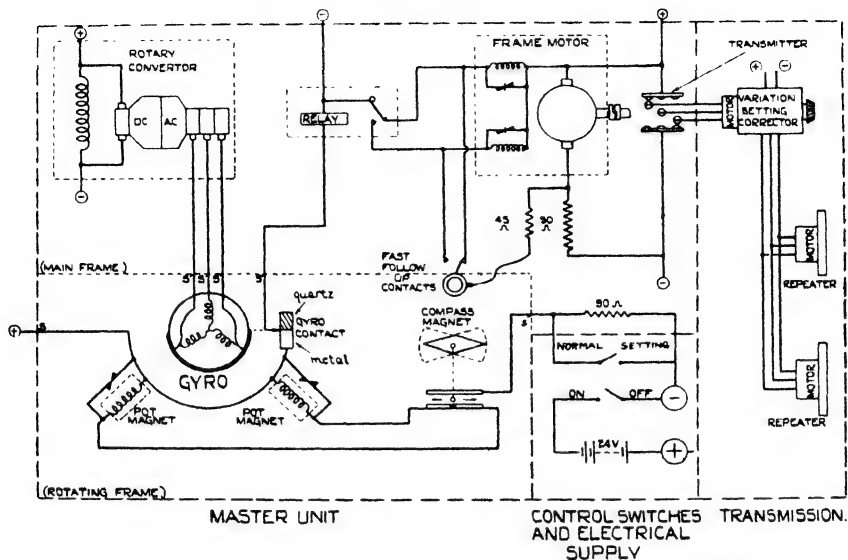 ROTARY
CONVERTOR
DC
AC
RELAY
FRAME MOTOR
TRANSMITTER
MOTOR
VARIATION
SETTING
CORRECTOR
45
Ω
90
Ω
(MAIN FRAME)
S S S S
FAST
FOLLOW
UP
CONTACTS
MOTOR
REPEATER
quartz
GYRO
CONTACT
metal
COMPASS
MAGNET
90 Ω
S
S
NORMAL SETTING
GYRO
POT
MAGNET
POT
MAGNET
ON OFF
24V
MOTOR
REPEATER
(ROTATING FRAME)
MASTER UNIT
CONTROL SWITCHES
AND ELECTRICAL
SUPPLY
TRANSMISSION.